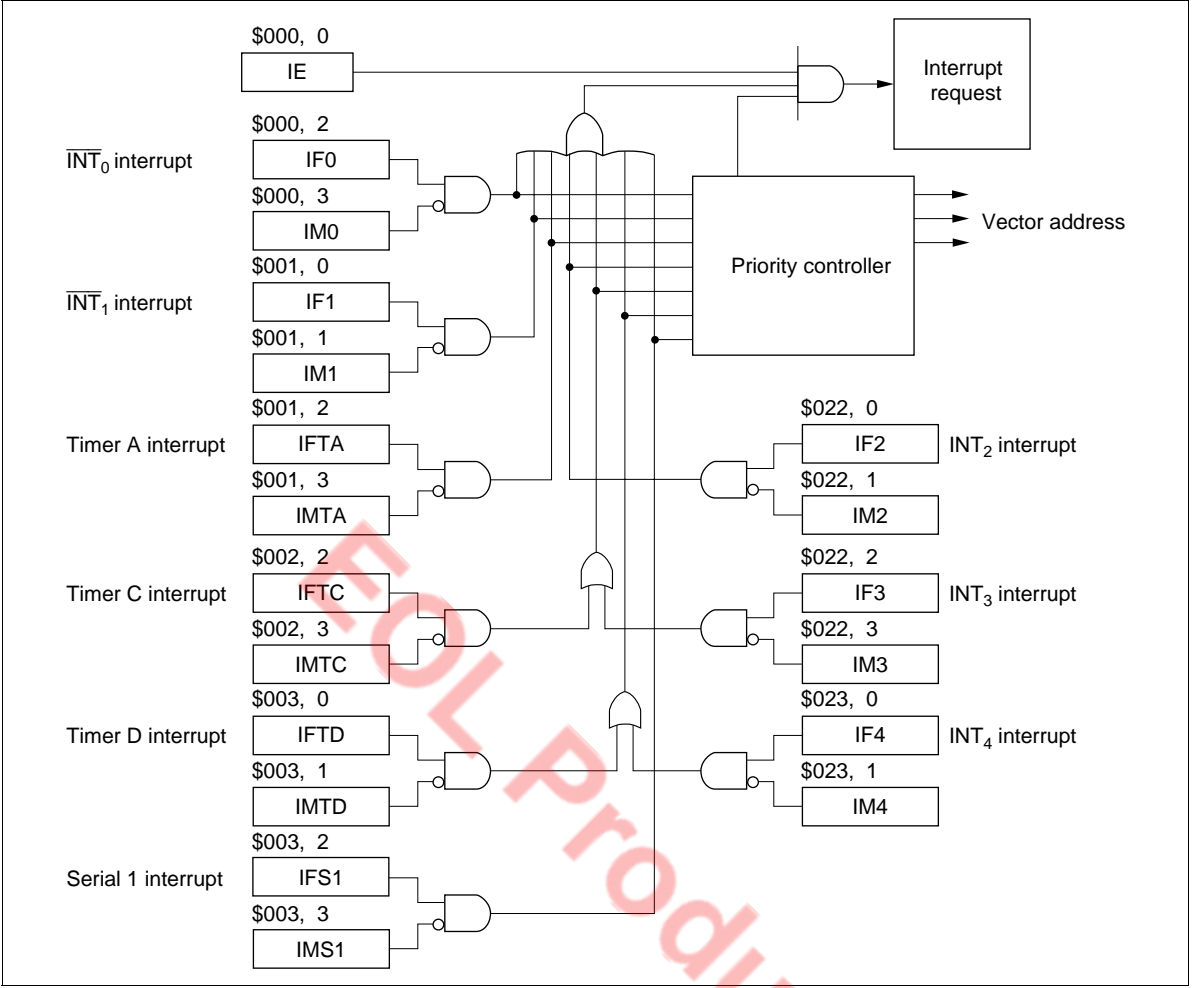 $000, 0
IE
Interrupt
request
$000, 2
INT0 interrupt
IF0
$000, 3
IM0
Vector address
Priority controller
$001, 0
INT1 interrupt
IF1
$001, 1
IM1
$001, 2
Timer A interrupt
IFTA
$001, 3
IMTA
$022, 0
IF2
INT2 interrupt
$022, 1
IM2
$002, 2
Timer C interrupt
IFTC
$002, 3
IMTC
$022, 2
IF3
INT3 interrupt
$022, 3
IM3
$003, 0
Timer D interrupt
IFTD
$003, 1
IMTD
$023, 0
IF4
INT4 interrupt
$023, 1
IM4
$003, 2
Serial 1 interrupt
IFS1
$003, 3
IMS1
EOL Produ